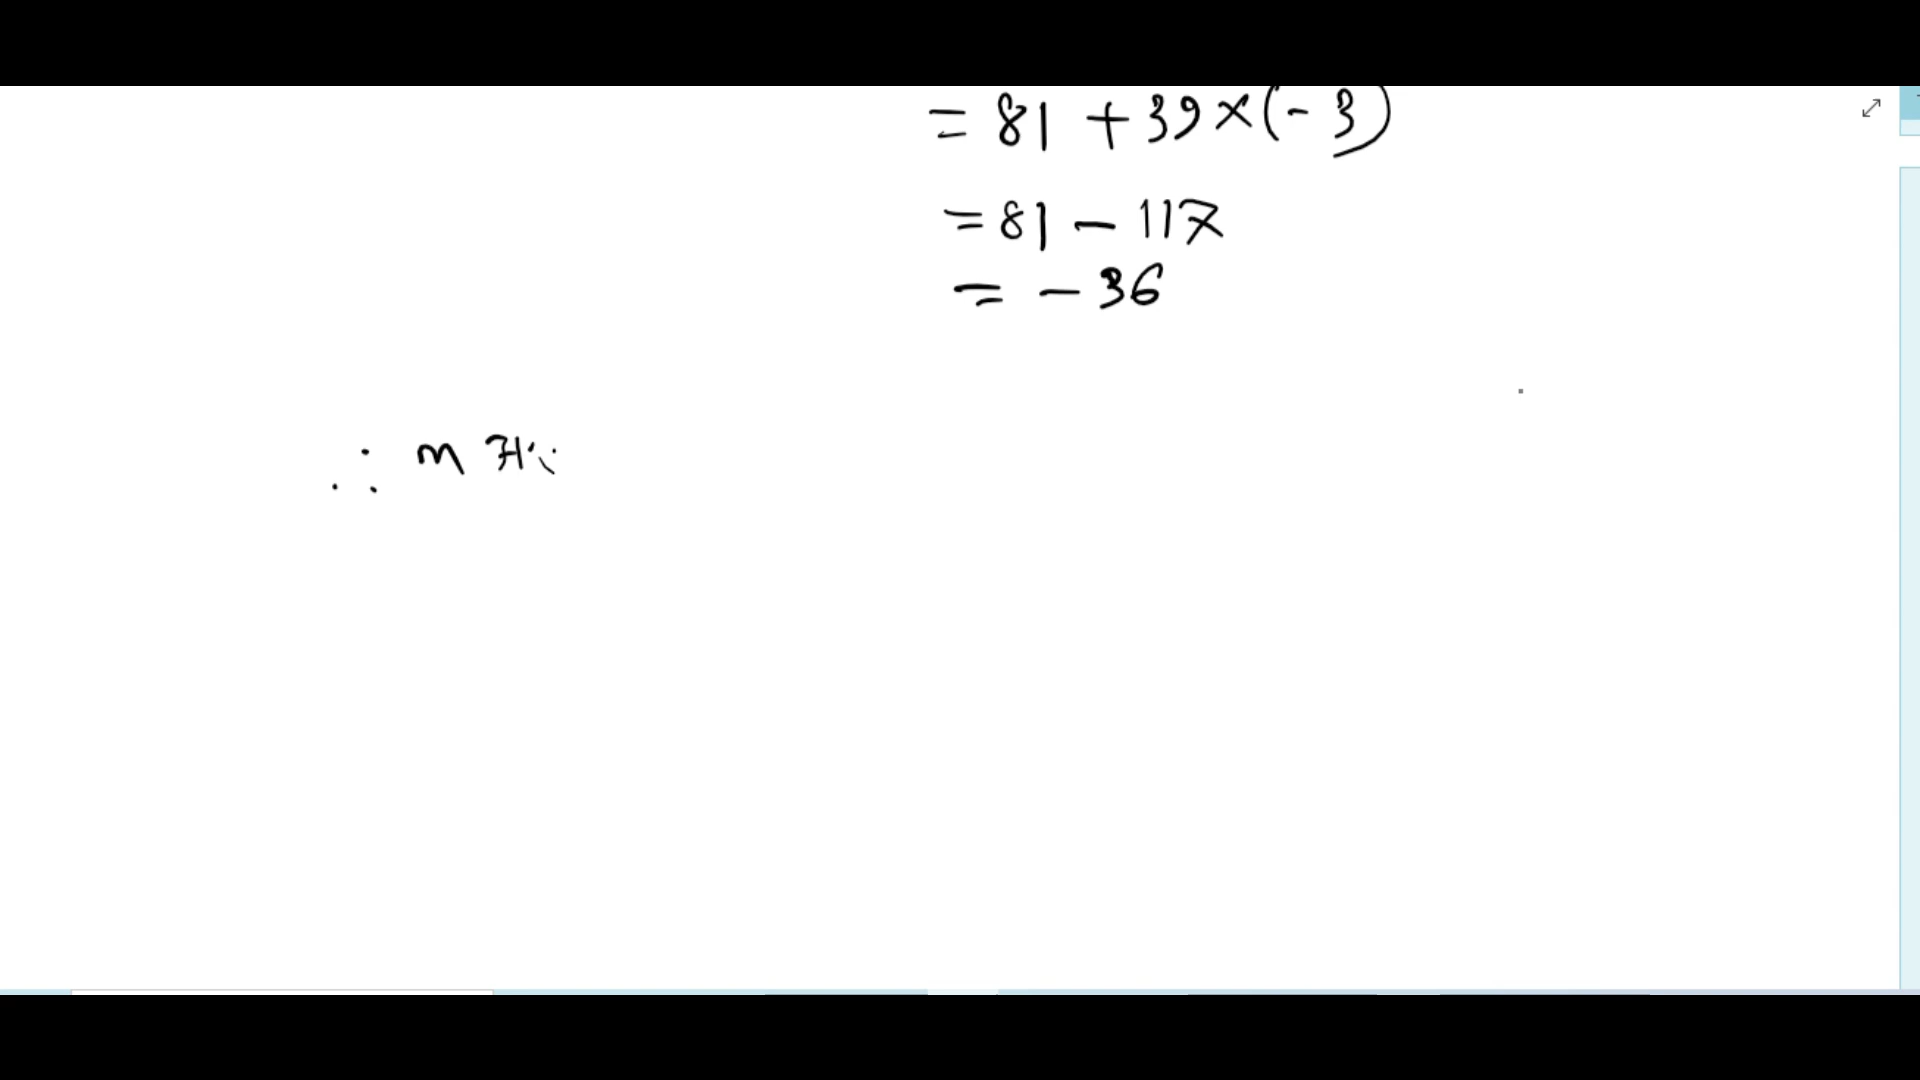 = 81 + 39 × (- 3)
= 81 - 117
= - 36
∴ m